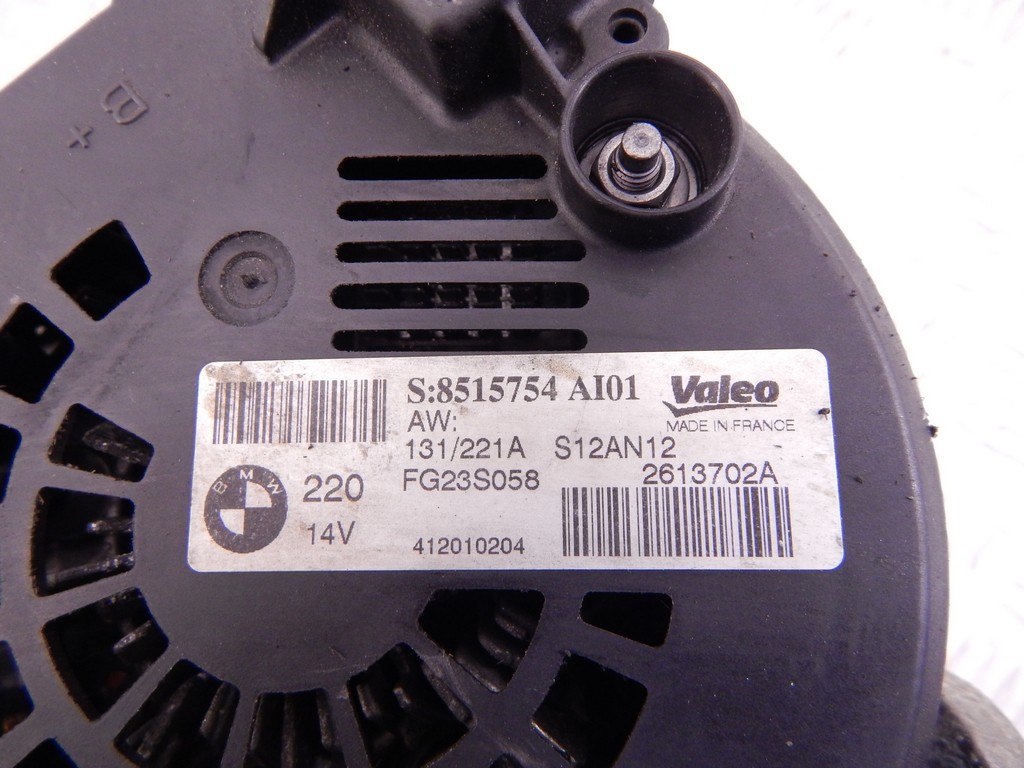 B
+
S:8515754 AI01
Valeo
MADE IN FRANCE
AW:
131/221A S12AN12
FG23S058 2613702A
BMW
220
14V
412010204